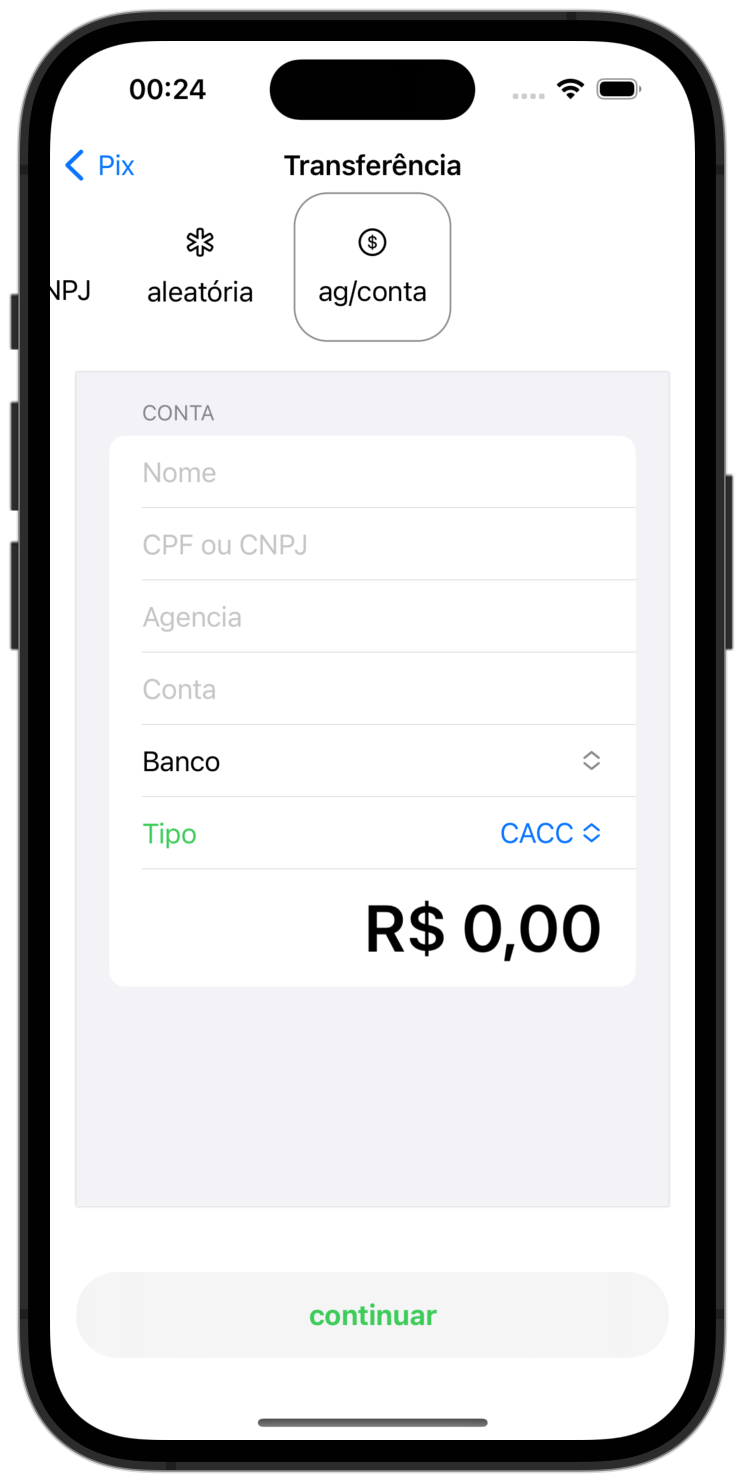 00:24
Pix
Transferência
NPJ
aleatória
ag/conta
CONTA
Nome
CPF ou CNPJ
Agencia
Conta
Banco
Tipo
CACC
R$ 0,00
continuar